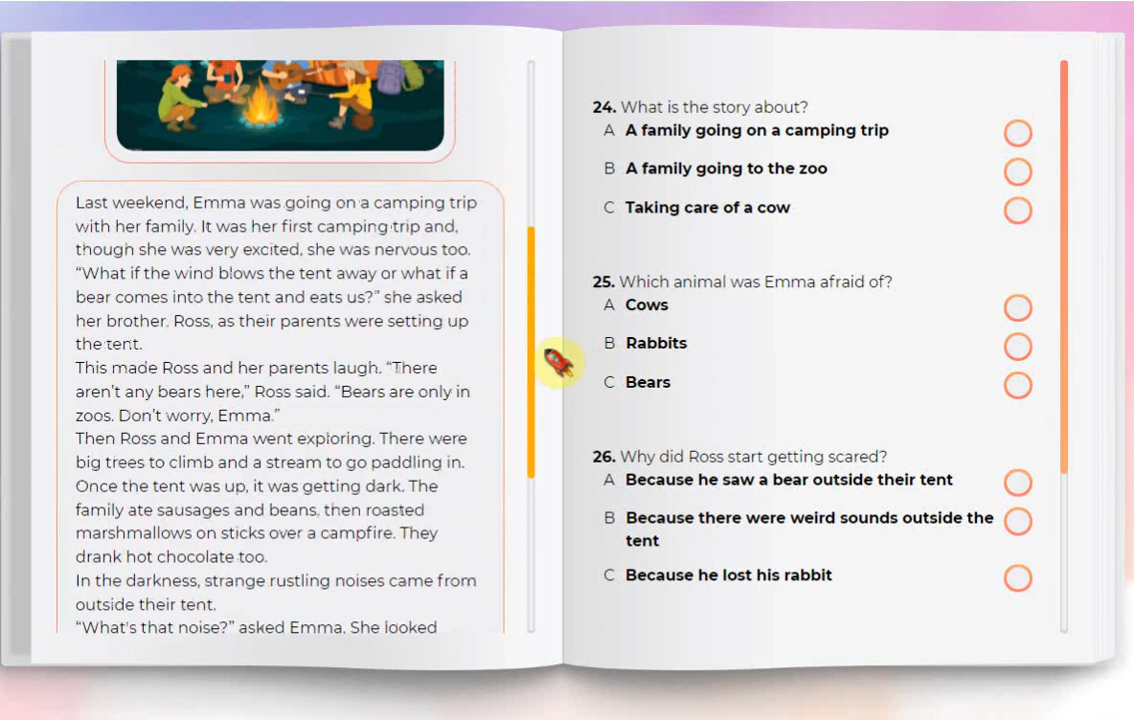 Last weekend, Emma was going on a camping trip
with her family. It was her first camping trip and,
though she was very excited, she was nervous too.
“What if the wind blows the tent away or what if a
bear comes into the tent and eats us?” she asked
her brother, Ross, as their parents were setting up
the tent.
This made Ross and her parents laugh. “There
aren’t any bears here,” Ross said. “Bears are only in
zoos. Don’t worry, Emma.”
Then Ross and Emma went exploring. There were
big trees to climb and a stream to go paddling in.
Once the tent was up, it was getting dark. The
family ate sausages and beans, then roasted
marshmallows on sticks over a campfire. They
drank hot chocolate too.
In the darkness, strange rustling noises came from
outside their tent.
“What's that noise?” asked Emma. She looked
24. What is the story about?
A A family going on a camping trip
B A family going to the zoo
C Taking care of a cow
25. Which animal was Emma afraid of?
A Cows
B Rabbits
C Bears
26. Why did Ross start getting scared?
A Because he saw a bear outside their tent
B Because there were weird sounds outside the
tent
C Because he lost his rabbit